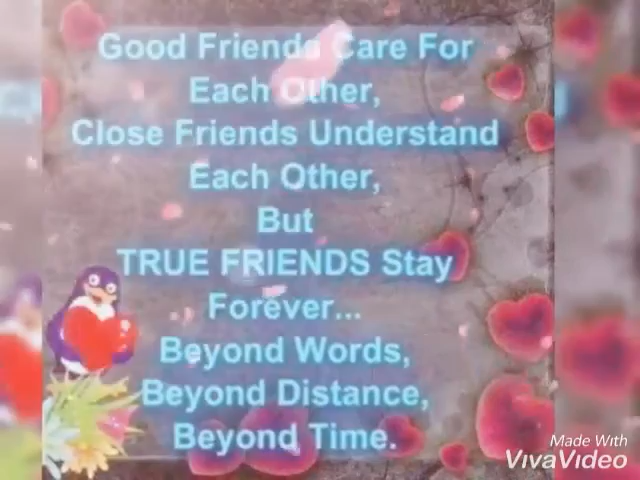 Good Friends Care For
Each Other,
Close Friends Understand
Each Other,
But
TRUE FRIENDS Stay
Forever...
Beyond Words,
Beyond Distance,
Beyond Time.
Made With
VivaVideo